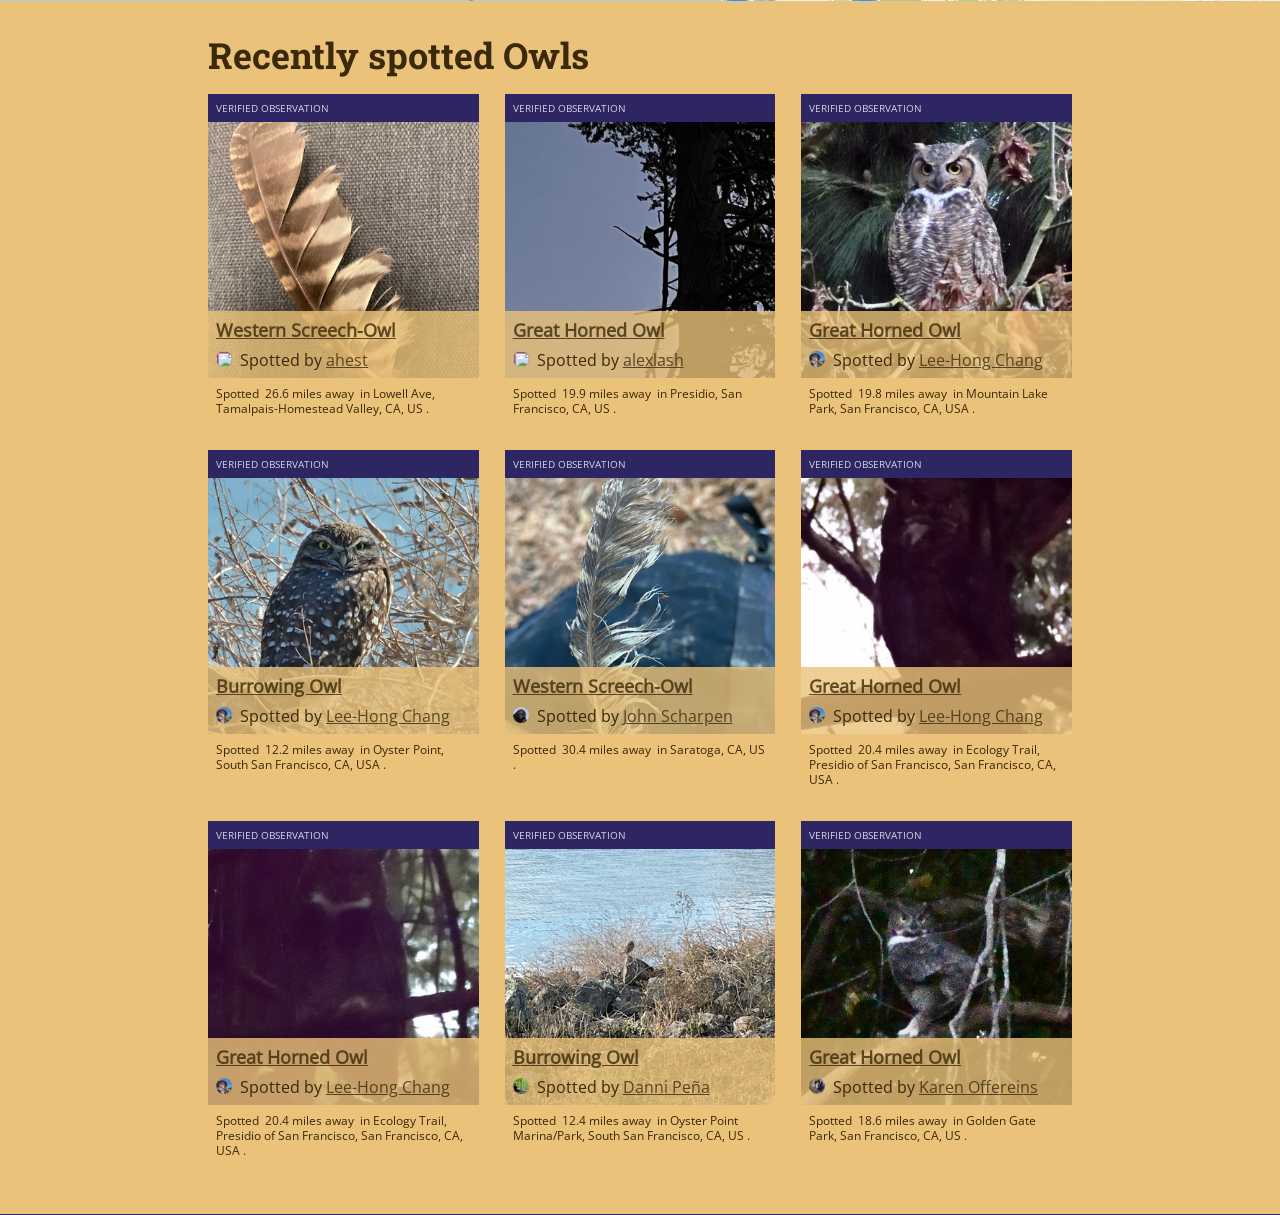 Recently spotted Owls
VERIFIED OBSERVATION
Western Screech-Owl
Spotted by ahest
Spotted 26.6 miles away in Lowell Ave,
Tamalpais-Homestead Valley, CA, US .
VERIFIED OBSERVATION
Great Horned Owl
Spotted by alexlash
Spotted 19.9 miles away in Presidio, San
Francisco, CA, US .
VERIFIED OBSERVATION
Great Horned Owl
Spotted by Lee-Hong Chang
Spotted 19.8 miles away in Mountain Lake
Park, San Francisco, CA, USA .
VERIFIED OBSERVATION
Burrowing Owl
Spotted by Lee-Hong Chang
Spotted 12.2 miles away in Oyster Point,
South San Francisco, CA, USA .
VERIFIED OBSERVATION
Western Screech-Owl
Spotted by John Scharpen
Spotted 30.4 miles away in Saratoga, CA, US
.
VERIFIED OBSERVATION
Great Horned Owl
Spotted by Lee-Hong Chang
Spotted 20.4 miles away in Ecology Trail,
Presidio of San Francisco, San Francisco, CA,
USA .
VERIFIED OBSERVATION
Great Horned Owl
Spotted by Lee-Hong Chang
Spotted 20.4 miles away in Ecology Trail,
Presidio of San Francisco, San Francisco, CA,
USA .
VERIFIED OBSERVATION
Burrowing Owl
Spotted by Danni Peña
Spotted 12.4 miles away in Oyster Point
Marina/Park, South San Francisco, CA, US .
VERIFIED OBSERVATION
Great Horned Owl
Spotted by Karen Offereins
Spotted 18.6 miles away in Golden Gate
Park, San Francisco, CA, US .